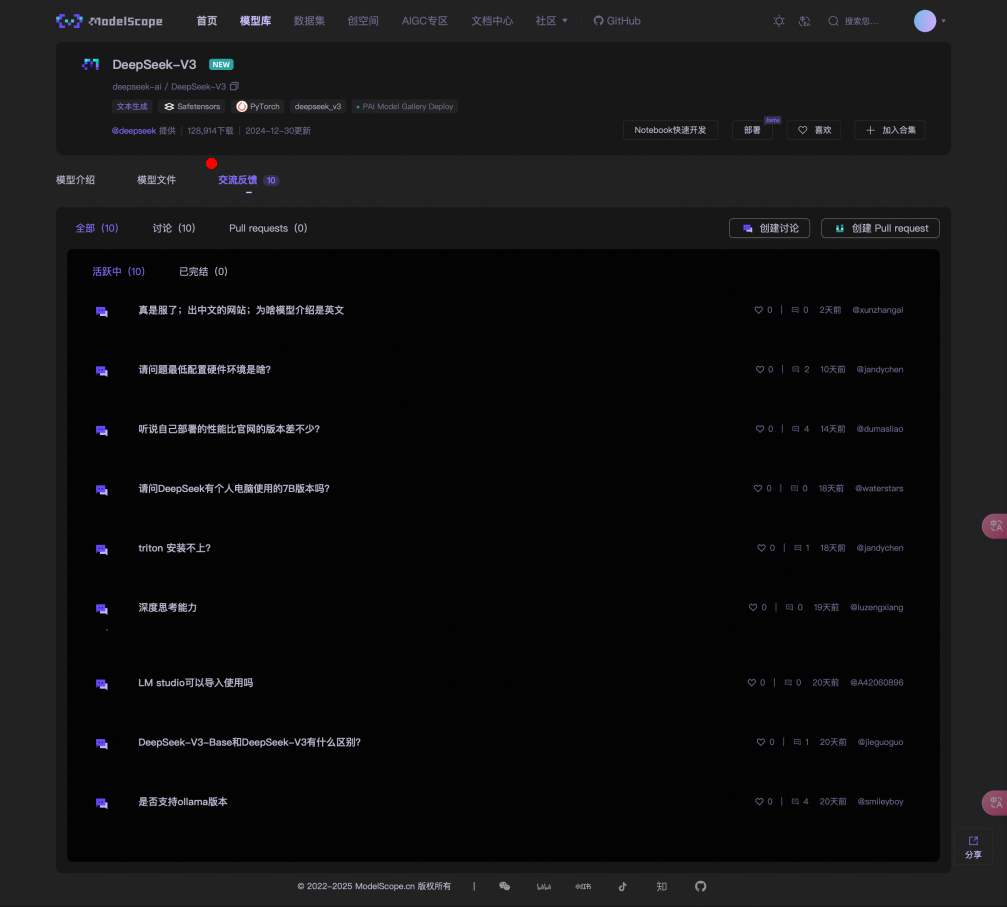 ModelScope 首页 模型库 数据集 创空间 AIGC专区 文档中心 社区 GitHub 搜索您...
DeepSeek-V3 NEW
deepseek-ai / DeepSeek-V3
文本生成 Safetensors PyTorch deepseek_v3 PAI Model Gallery Deploy
@deepseek 提供 128,914下载 2024-12-30更新
Notebook快速开发 部署 Beta 喜欢 加入合集
模型介绍 模型文件 交流反馈 10
全部 (10) 讨论 (10) Pull requests (0) 创建讨论 创建 Pull request
活跃中 (10) 已完结 (0)
真是服了；出中文的网站；为啥模型介绍是英文 0 | 0 2天前 @xunzhangai
请问题最低配置硬件环境是啥? 0 | 2 10天前 @jandychen
听说自己部署的性能比官网的版本差不少? 0 | 4 14天前 @dumasliao
请问DeepSeek有个人电脑使用的7B版本吗? 0 | 0 18天前 @waterstars
triton 安装不上? 0 | 1 18天前 @jandychen
深度思考能力 0 | 0 19天前 @luzengxiang
LM studio可以导入使用吗 0 | 0 20天前 @A42060896
DeepSeek-V3-Base和DeepSeek-V3有什么区别? 0 | 1 20天前 @jieguoguo
是否支持ollama版本 0 | 4 20天前 @smileyboy
分享
© 2022-2025 ModelScope.cn 版权所有 | 小红书 知